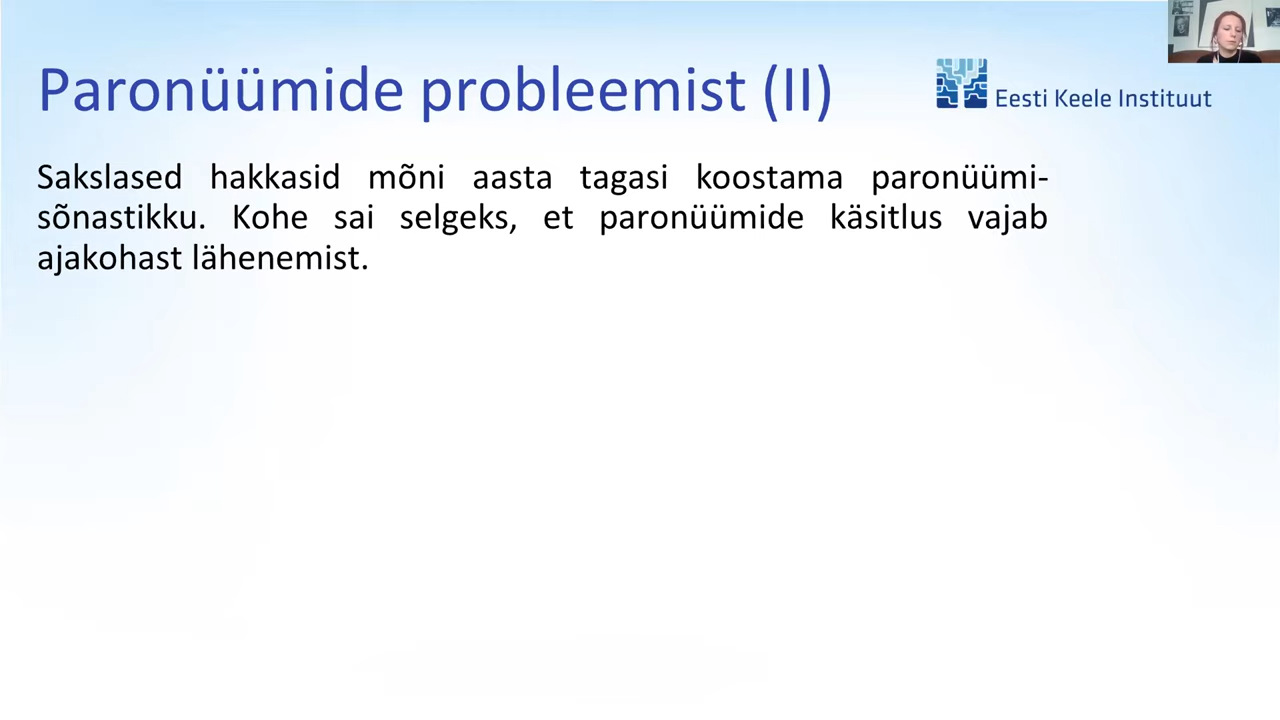 Paronüümide probleemist (II)
Eesti Keele Instituut
Sakslased hakkasid mõni aasta tagasi koostama paronüümi-
sõnastikku. Kohe sai selgeks, et paronüümide käsitlus vajab
ajakohast lähenemist.